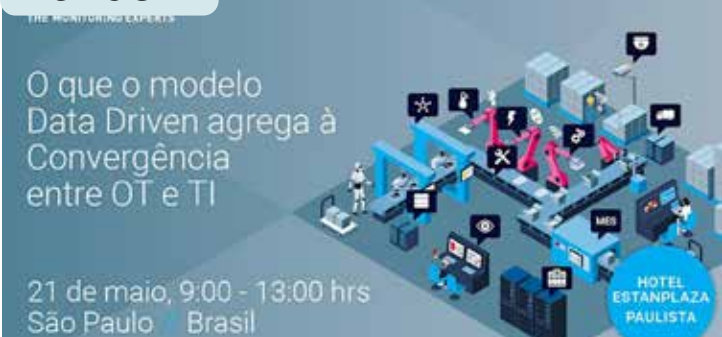 THE MONITORING EXPERTS
O que o modelo
Data Driven agrega à
Convergência
entre OT e TI
21 de maio, 9:00 - 13:00 hrs
São Paulo // Brasil
MES
HOTEL
ESTANPLAZA
PAULISTA